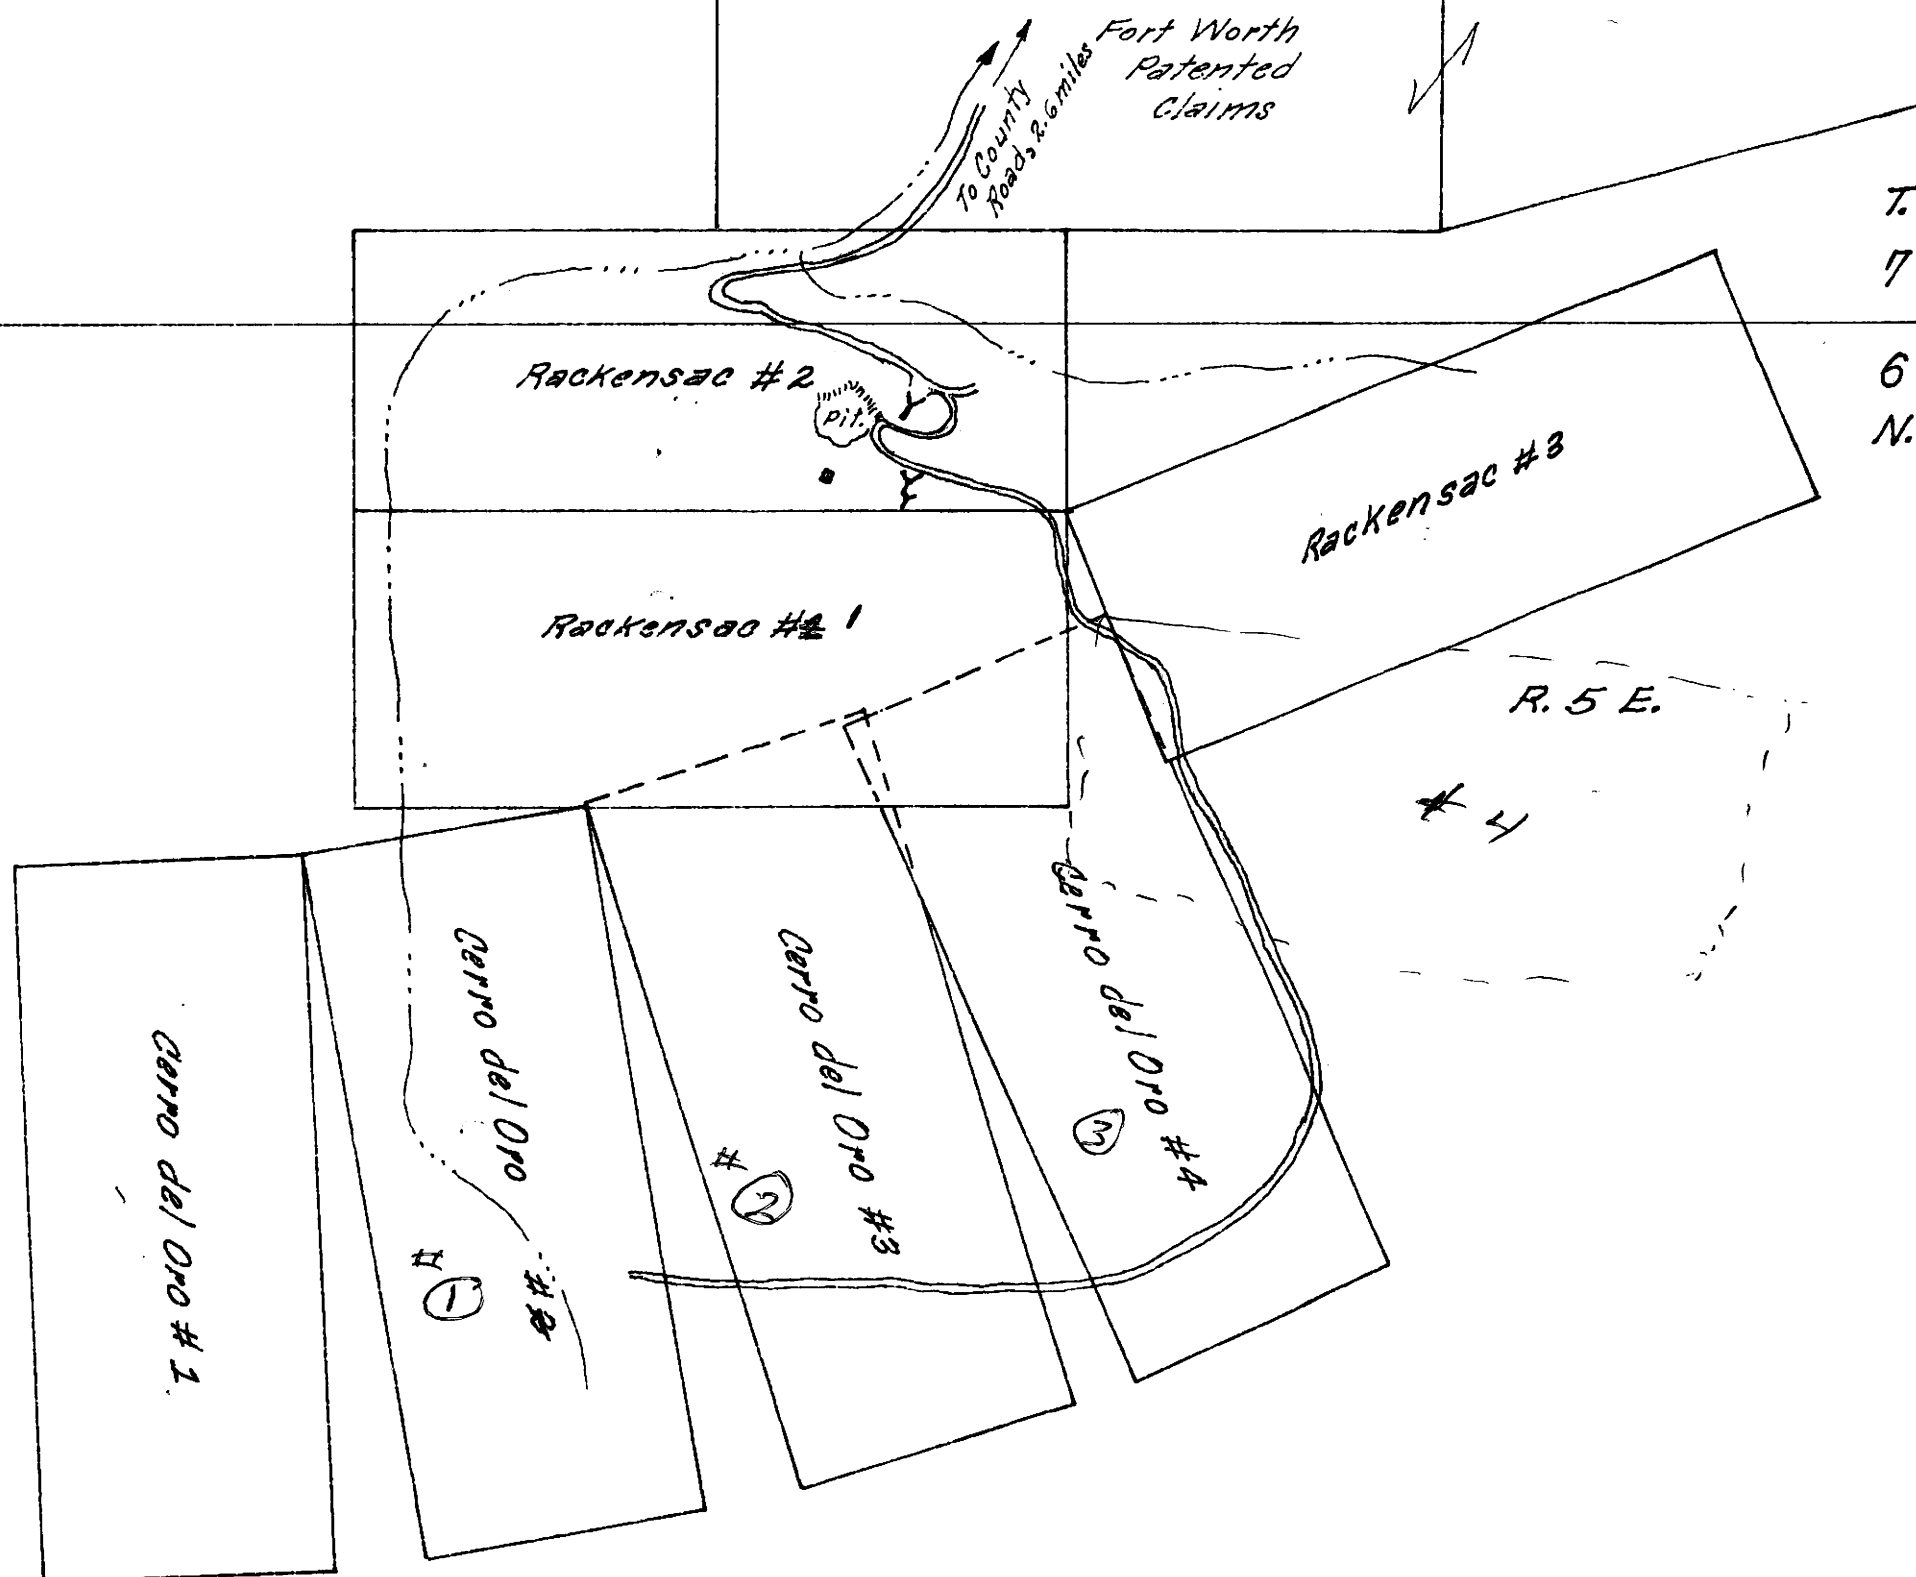 Fort Worth
Patented
Claims
To County
Road, 2.6 miles
T.
7
6
N.
Rackensac #2
Pit.
Rackensac #3
Rackensac # 1
R. 5 E.
# 4
Cerro del Oro #1
Cerro del Oro
#
# 1
Cerro del Oro #3
# 2
Cerro del Oro #4
3